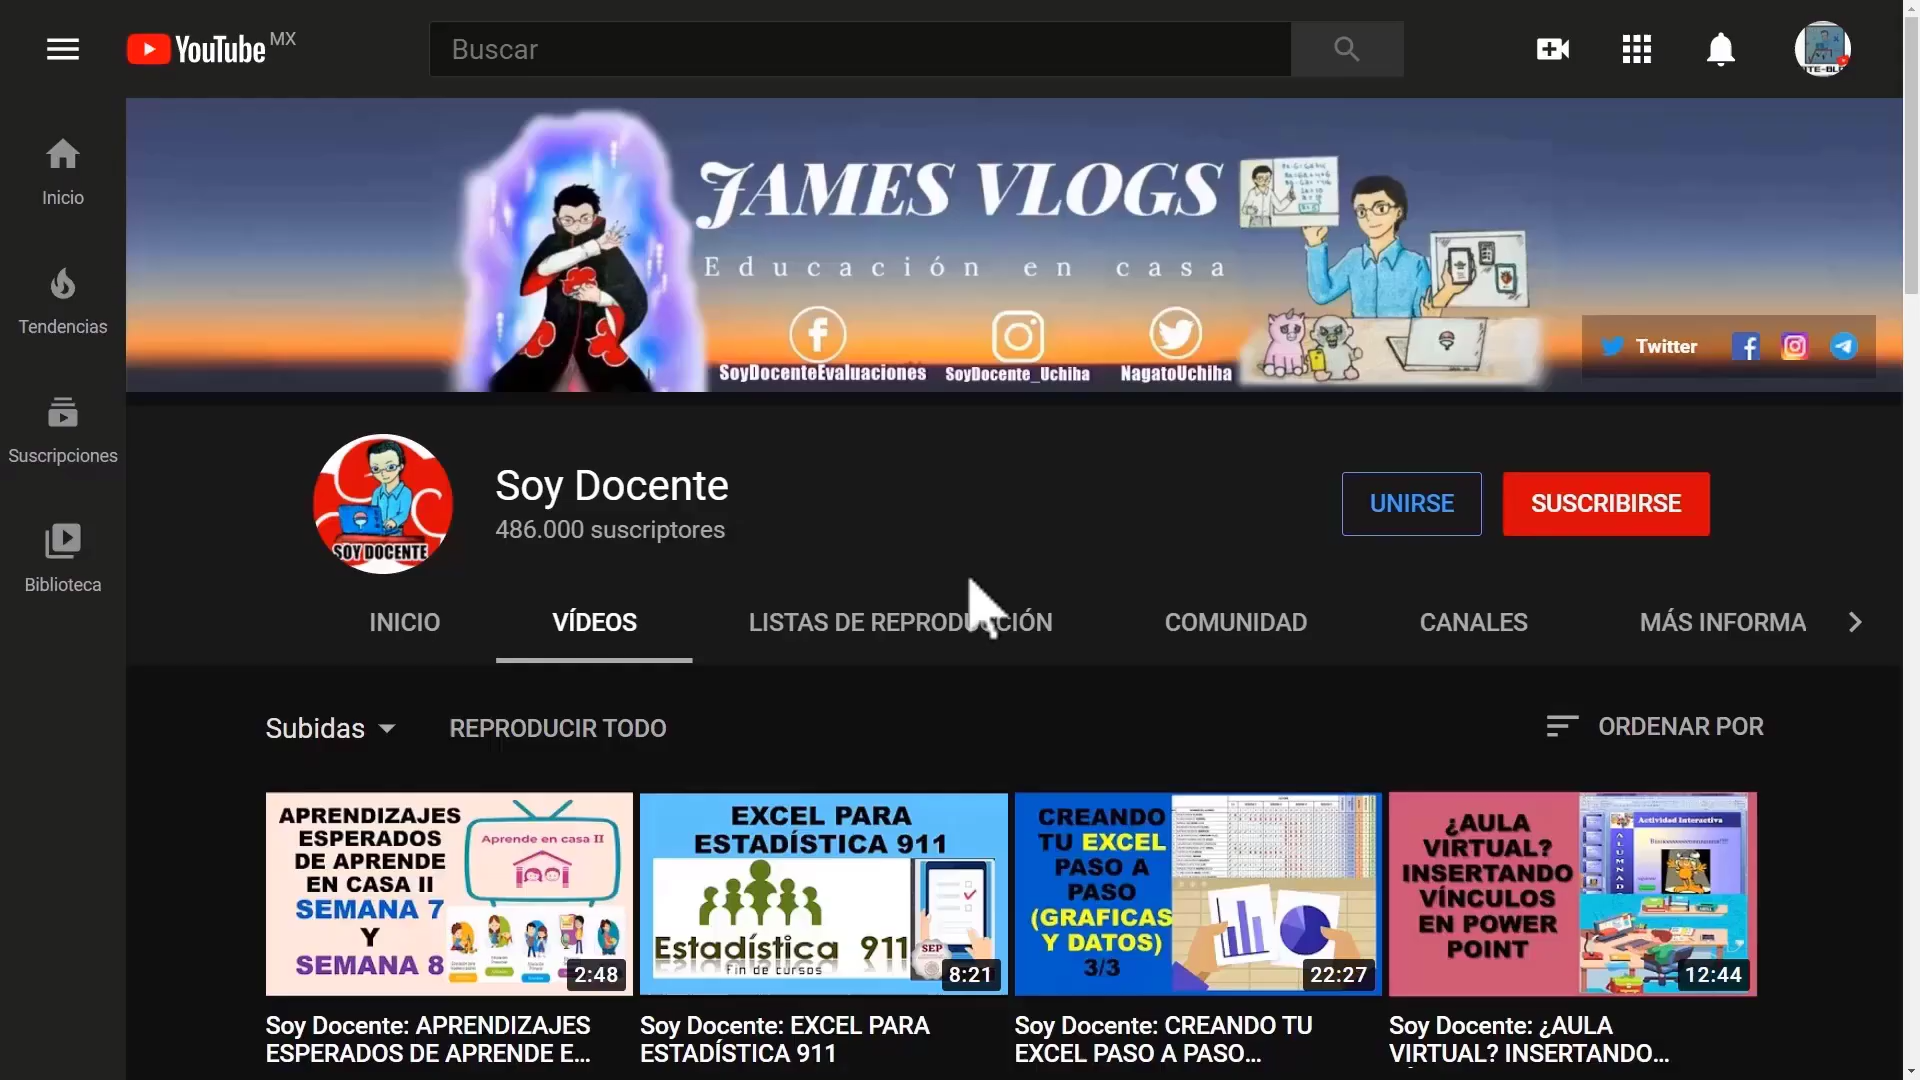 YouTube MX
Buscar
Inicio
Tendencias
Suscripciones
Biblioteca
JAMES VLOGS
Educación en casa
SoyDocenteEvaluaciones
SoyDocente_Uchiha
NagatoUchiha
Twitter
SOY DOCENTE
Soy Docente
486.000 suscriptores
UNIRSE
SUSCRIBIRSE
INICIO
VÍDEOS
LISTAS DE REPRODUCCIÓN
COMUNIDAD
CANALES
MÁS INFORMA
Subidas
REPRODUCIR TODO
ORDENAR POR
APRENDIZAJES
ESPERADOS
DE APRENDE
EN CASA II
SEMANA 7
Y
SEMANA 8
Aprende en casa II
2:48
EXCEL PARA
ESTADÍSTICA 911
Estadística 911
Fin de cursos
SEP
8:21
CREANDO
TU EXCEL
PASO A
PASO
(GRAFICAS
Y DATOS)
3/3
22:27
¿AULA
VIRTUAL?
INSERTANDO
VÍNCULOS
EN POWER
POINT
Actividad Interactiva
ALUMNAD
12:44
Soy Docente: APRENDIZAJES
ESPERADOS DE APRENDE E...
Soy Docente: EXCEL PARA
ESTADÍSTICA 911
Soy Docente: CREANDO TU
EXCEL PASO A PASO...
Soy Docente: ¿AULA
VIRTUAL? INSERTANDO...